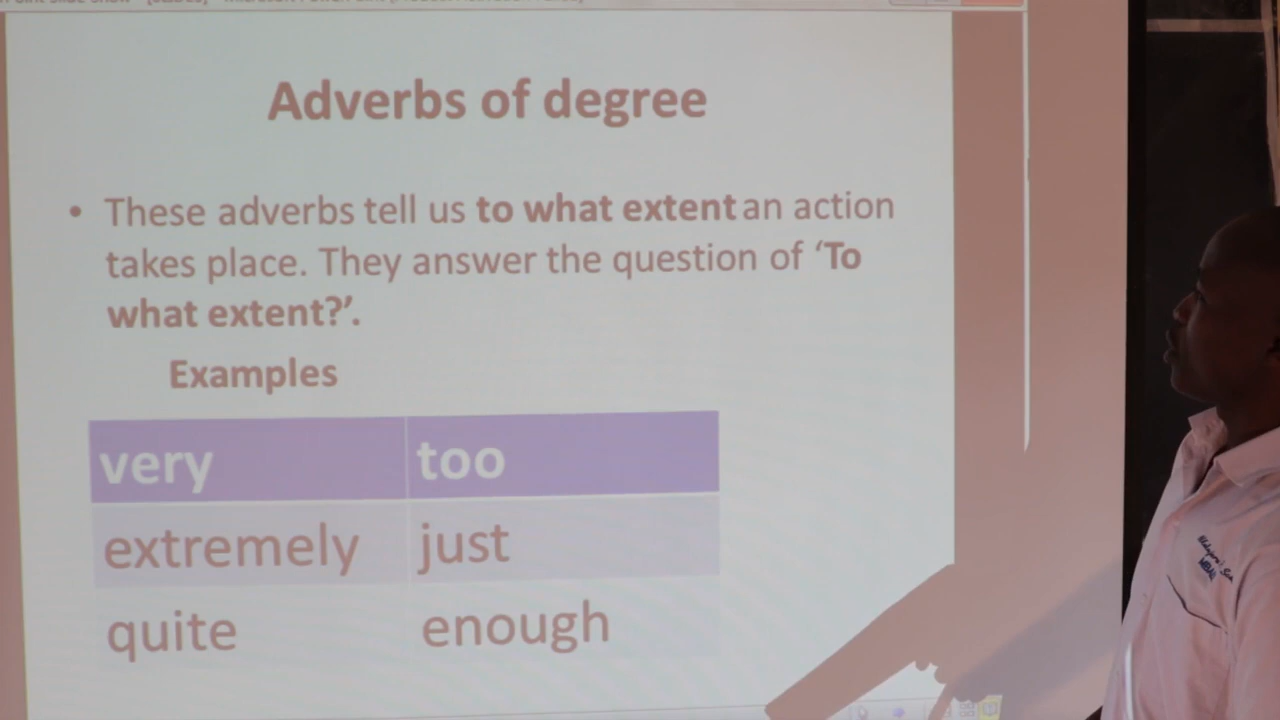 Adverbs of degree
• These adverbs tell us to what extent an action
takes place. They answer the question of ‘To
what extent?’.
Examples
very too
extremely just
quite enough